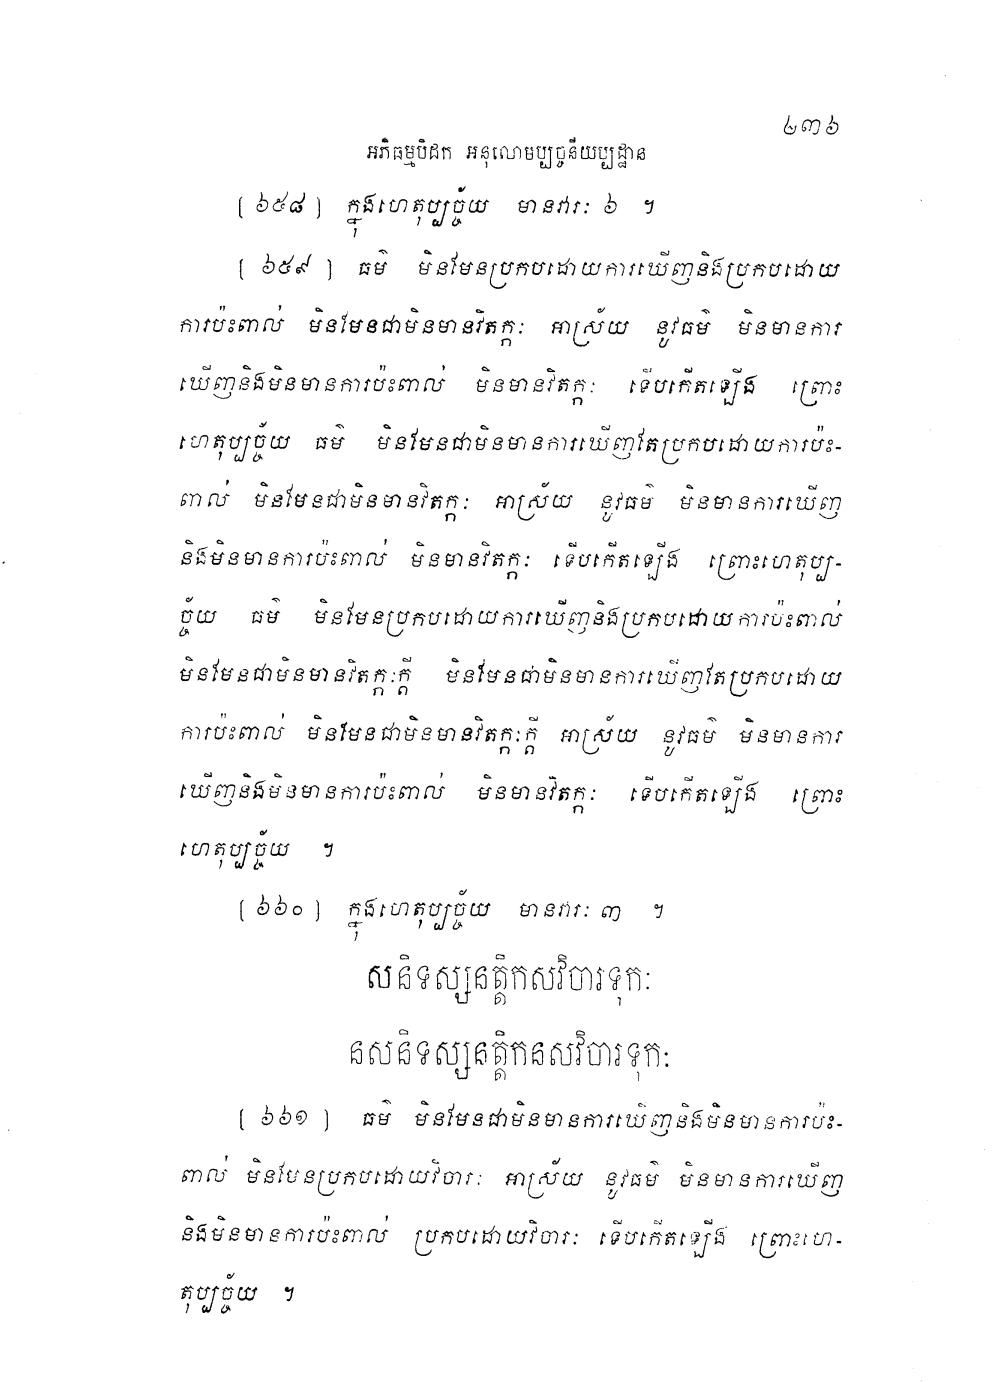 ៤៣៦
អភិធម្មបិដក អនុលោមប្បច្ចនីយប្បដ្ឋាន
[ ៦៥៨ ] ក្នុងហេតុប្បច្ច័យ មានវារៈ ៦ ។
[ ៦៥៩ ] ធម៌ មិនមែនប្រកបដោយការឃើញនិងប្រកបដោយ
ការប៉ះពាល់ មិនមែនជាមិនមានវិតក្កៈ អាស្រ័យ នូវធម៌ មិនមានការ
ឃើញនិងមិនមានការប៉ះពាល់ មិនមានវិតក្កៈ ទើបកើតឡើង ព្រោះ
ហេតុប្បច្ច័យ ធម៌ មិនមែនជាមិនមានការឃើញតែប្រកបដោយការប៉ះ-
ពាល់ មិនមែនជាមិនមានវិតក្កៈ អាស្រ័យ នូវធម៌ មិនមានការឃើញ
និងមិនមានការប៉ះពាល់ មិនមានវិតក្កៈ ទើបកើតឡើង ព្រោះហេតុប្ប-
ច្ច័យ ធម៌ មិនមែនប្រកបដោយការឃើញនិងប្រកបដោយការប៉ះពាល់
មិនមែនជាមិនមានវិតក្កៈក្តី មិនមែនជាមិនមានការឃើញតែប្រកបដោយ
ការប៉ះពាល់ មិនមែនជាមិនមានវិតក្កៈក្តី អាស្រ័យ នូវធម៌ មិនមានការ
ឃើញនិងមិនមានការប៉ះពាល់ មិនមានវិតក្កៈ ទើបកើតឡើង ព្រោះ
ហេតុប្បច្ច័យ ។
[ ៦៦០ ] ក្នុងហេតុប្បច្ច័យ មានវារៈ ៣ ។
សនិទស្សនត្តិកសវិចារទុកៈ
នសនិទស្សនត្តិកនសវិចារទុកៈ
[ ៦៦១ ] ធម៌ មិនមែនជាមិនមានការឃើញនិងមិនមានការប៉ះ-
ពាល់ មិនមែនប្រកបដោយវិចារៈ អាស្រ័យ នូវធម៌ មិនមានការឃើញ
និងមិនមានការប៉ះពាល់ ប្រកបដោយវិចារៈ ទើបកើតឡើង ព្រោះហេ-
តុប្បច្ច័យ ។